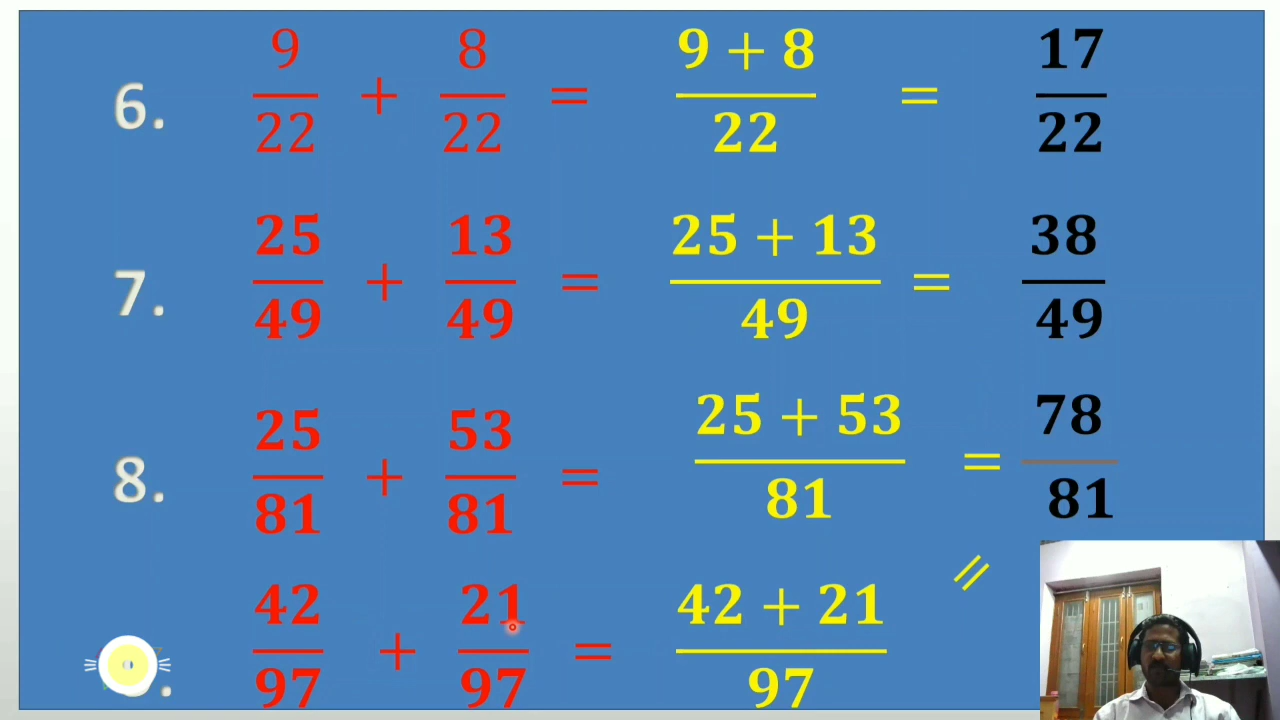 6. 9/22 + 8/22 = 9 + 8/22 = 17/22
7. 25/49 + 13/49 = 25 + 13/49 = 38/49
8. 25/81 + 53/81 = 25 + 53/81 = 78/81
. 42/97 + 21/97 = 42 + 21/97 =